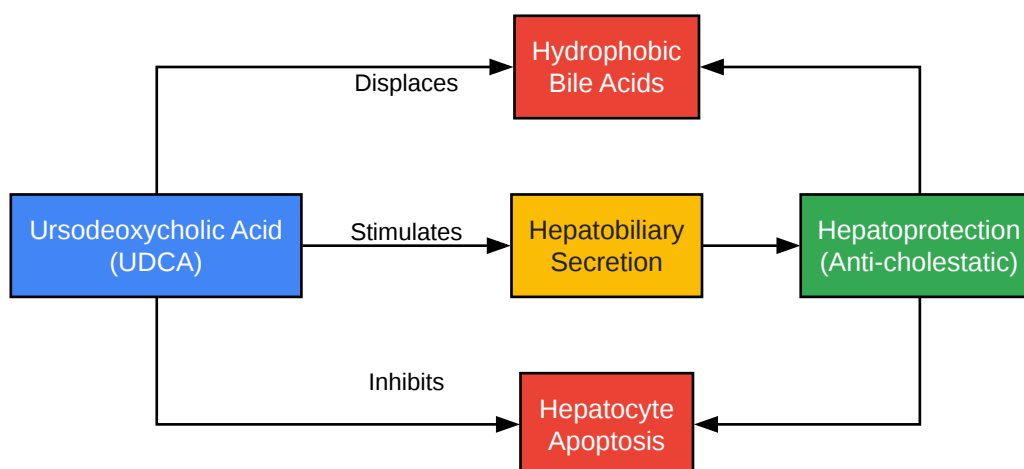 Hydrophobic
Bile Acids
Displaces
Ursodeoxycholic Acid
(UDCA)
Stimulates
Hepatobiliary
Secretion
Hepatoprotection
(Anti-cholestatic)
Inhibits
Hepatocyte
Apoptosis